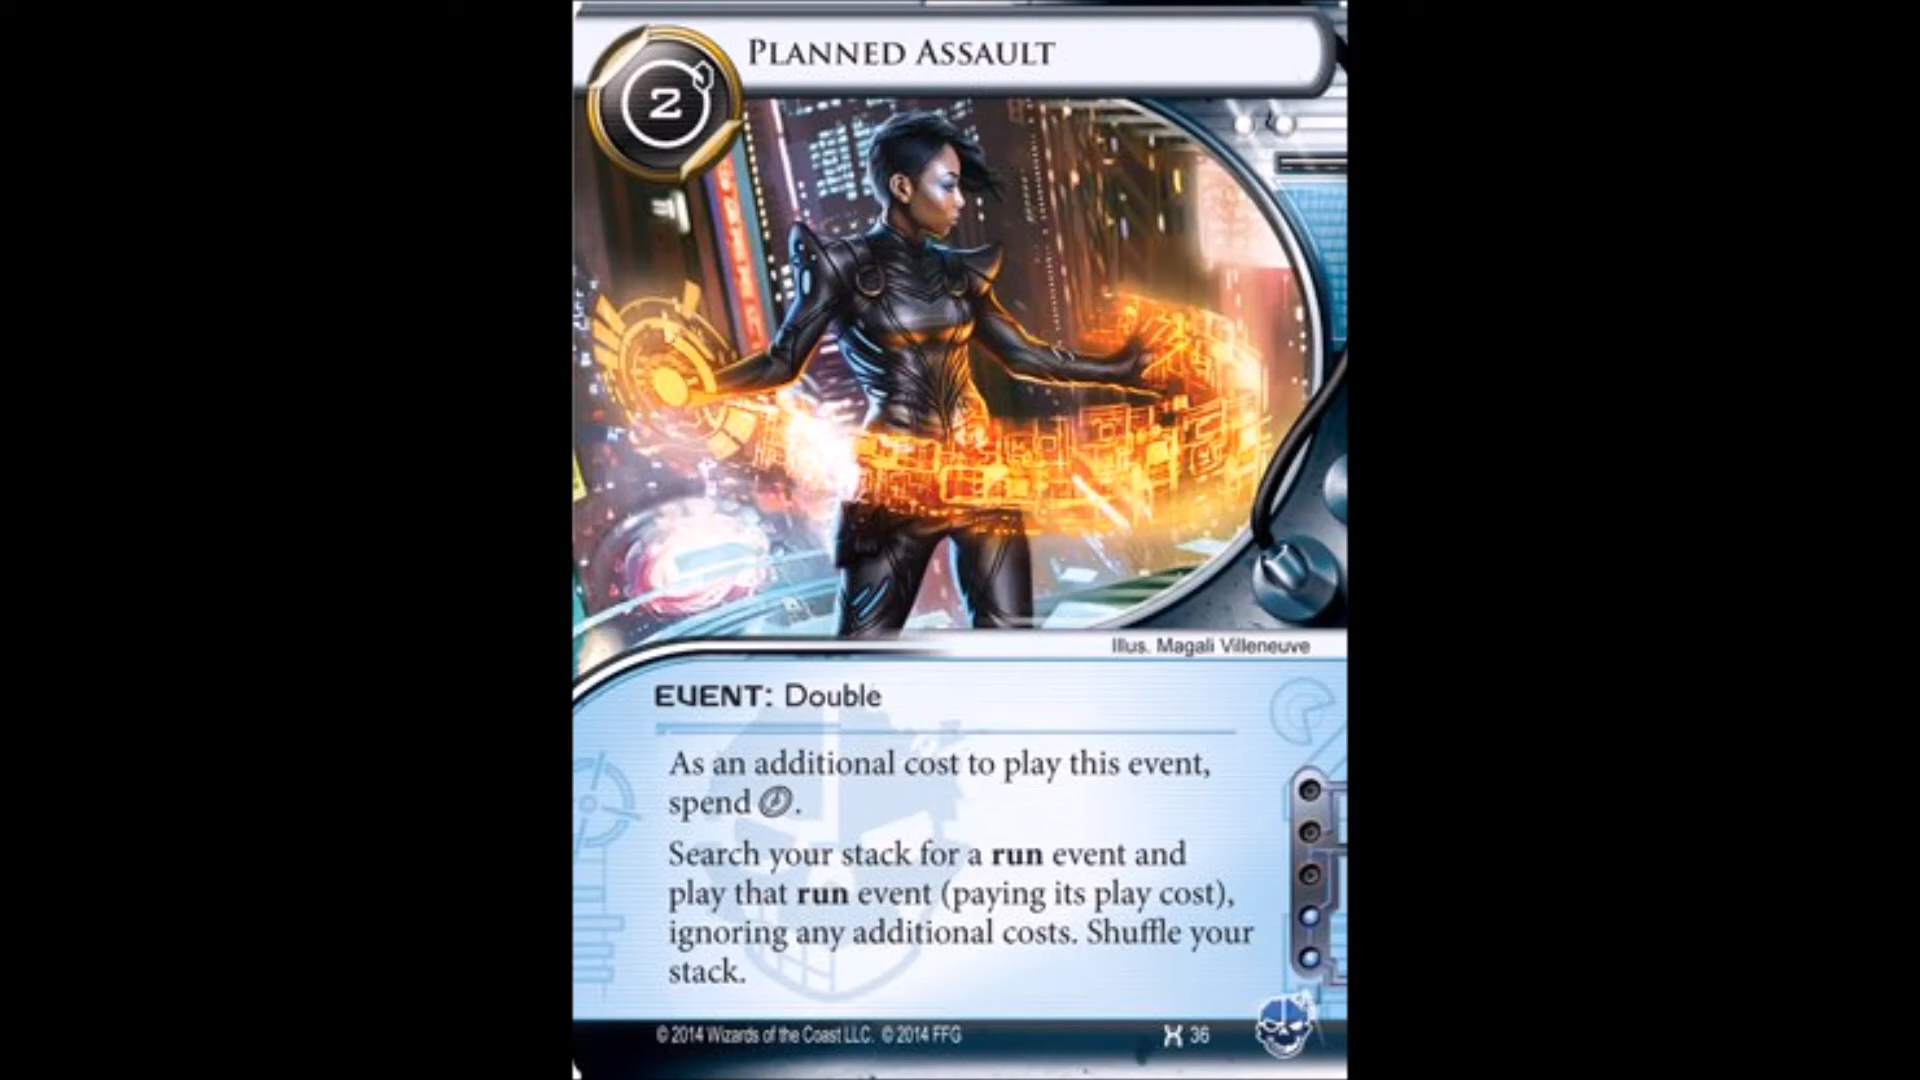 2
Planned Assault
Illus. Magali Villeneuve
EVENT: Double
As an additional cost to play this event,
spend .
Search your stack for a run event and
play that run event (paying its play cost),
ignoring any additional costs. Shuffle your
stack.
© 2014 Wizards of the Coast LLC. © 2014 FFG
36